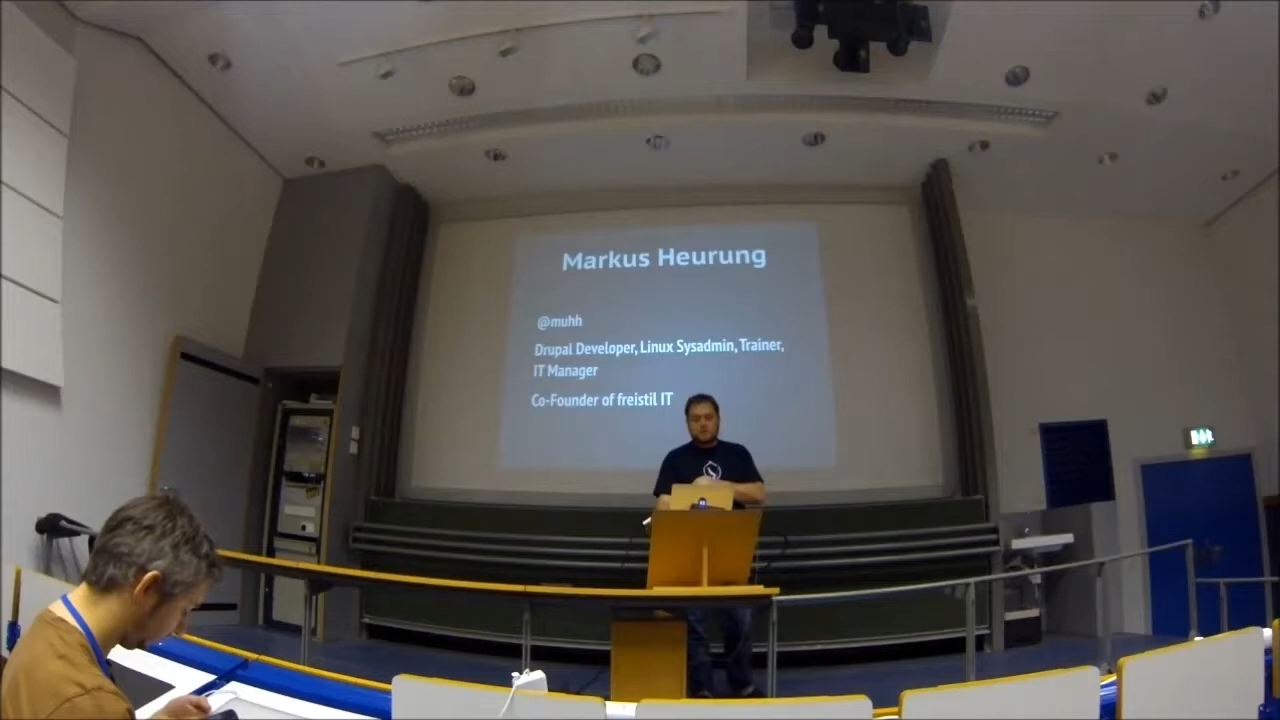 Markus Heurung
@muhh
Drupal Developer, Linux Sysadmin, Trainer,
IT Manager
Co-Founder of freistil IT